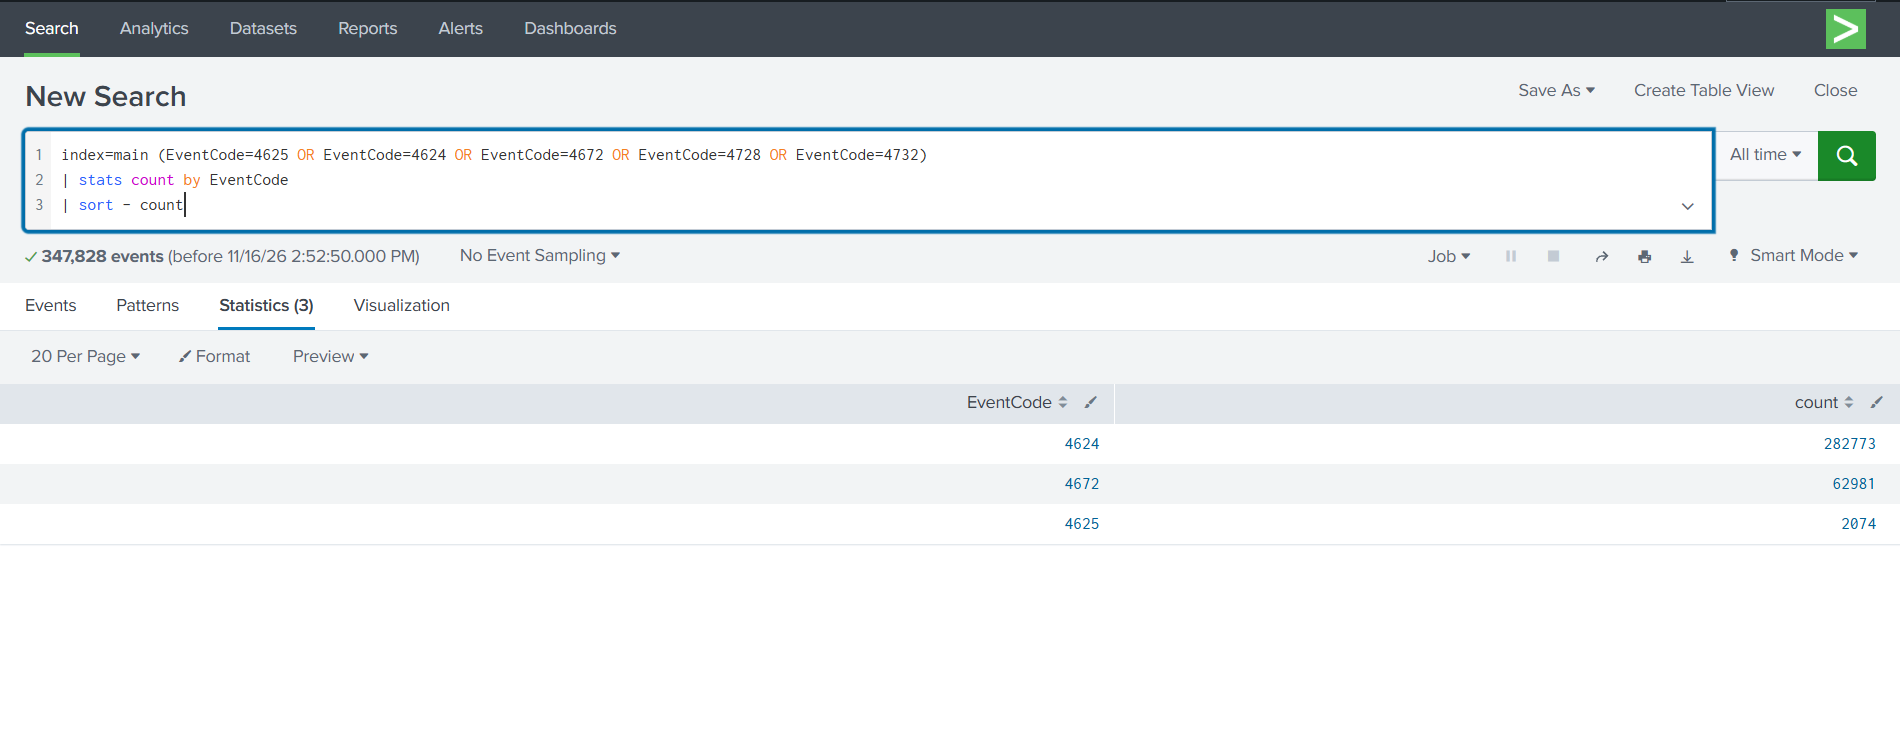 Search Analytics Datasets Reports Alerts Dashboards
New Search
Save As Create Table View Close
1 index=main (EventCode=4625 OR EventCode=4624 OR EventCode=4672 OR EventCode=4728 OR EventCode=4732)
2 | stats count by EventCode
3 | sort - count
All time
347,828 events (before 11/16/26 2:52:50.000 PM) No Event Sampling
Job Smart Mode
Events Patterns Statistics (3) Visualization
20 Per Page Format Preview
EventCode count
4624 282773
4672 62981
4625 2074